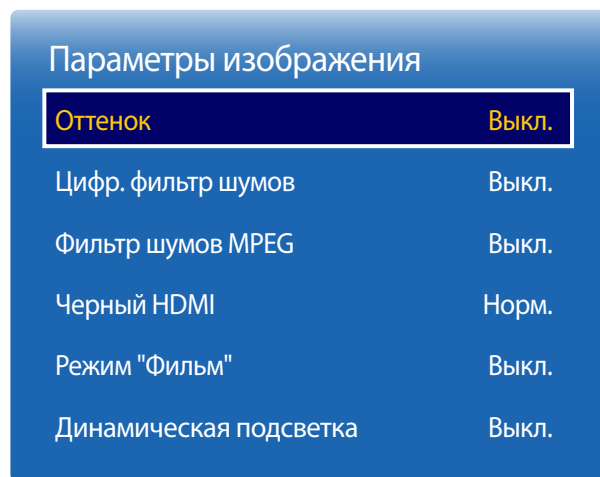 Параметры изображения
Оттенок Выкл.
Цифр. фильтр шумов Выкл.
Фильтр шумов MPEG Выкл.
Черный HDMI Норм.
Режим "Фильм" Выкл.
Динамическая подсветка Выкл.